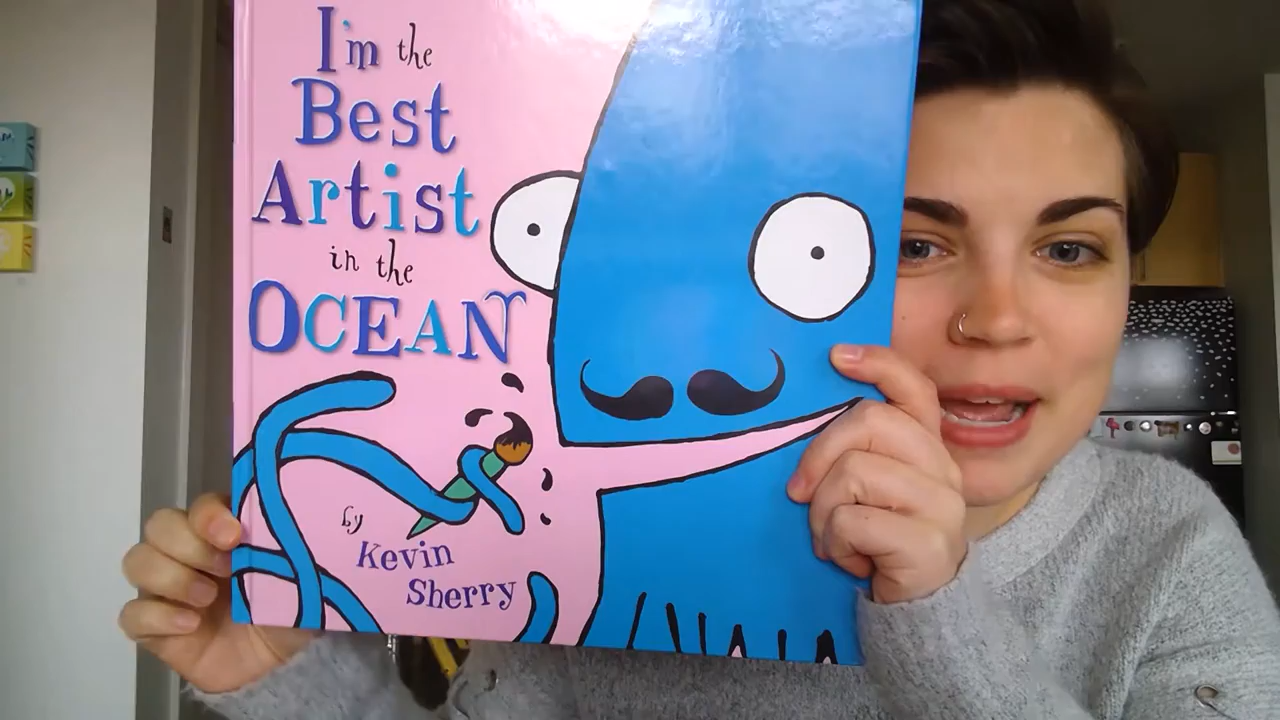 I'm the
Best
Artist
in the
OCEAN
by
Kevin
Sherry